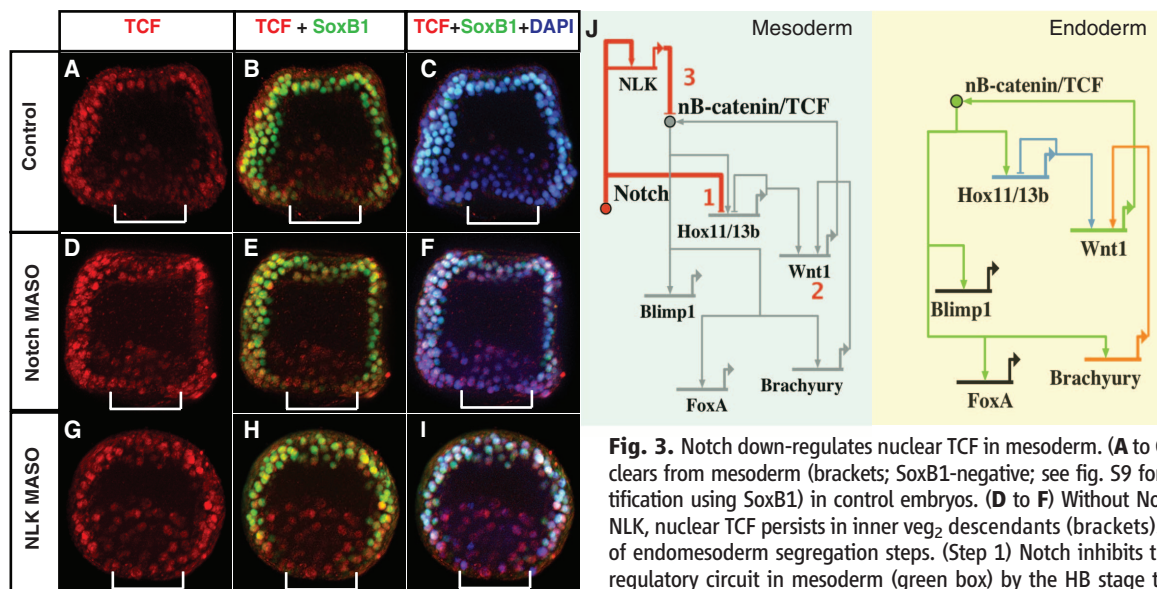 TCF
TCF + SoxB1
TCF+SoxB1+DAPI
Control
A
B
C
Notch MASO
D
E
F
NLK MASO
G
H
I
J
Mesoderm
NLK
3
nB-catenin/TCF
Notch
1
Hox11/13b
Wnt1
2
Blimp1
Brachyury
FoxA
Endoderm
nB-catenin/TCF
Hox11/13b
Wnt1
Blimp1
Brachyury
FoxA
Fig. 3. Notch down-regulates nuclear TCF in mesoderm. (A to
clears from mesoderm (brackets; SoxB1-negative; see fig. S9 for
tification using SoxB1) in control embryos. (D to F) Without No
NLK, nuclear TCF persists in inner veg2 descendants (brackets)
of endomesoderm segregation steps. (Step 1) Notch inhibits t
regulatory circuit in mesoderm (green box) by the HB stage t